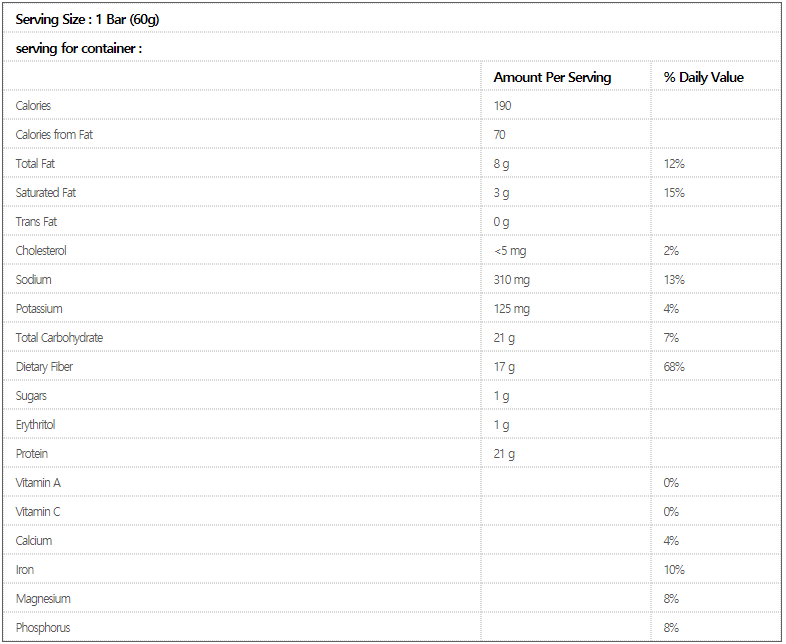 Serving Size : 1 Bar (60g)
serving for container :
Amount Per Serving % Daily Value
Calories 190
Calories from Fat 70
Total Fat 8 g 12%
Saturated Fat 3 g 15%
Trans Fat 0 g
Cholesterol <5 mg 2%
Sodium 310 mg 13%
Potassium 125 mg 4%
Total Carbohydrate 21 g 7%
Dietary Fiber 17 g 68%
Sugars 1 g
Erythritol 1 g
Protein 21 g
Vitamin A 0%
Vitamin C 0%
Calcium 4%
Iron 10%
Magnesium 8%
Phosphorus 8%